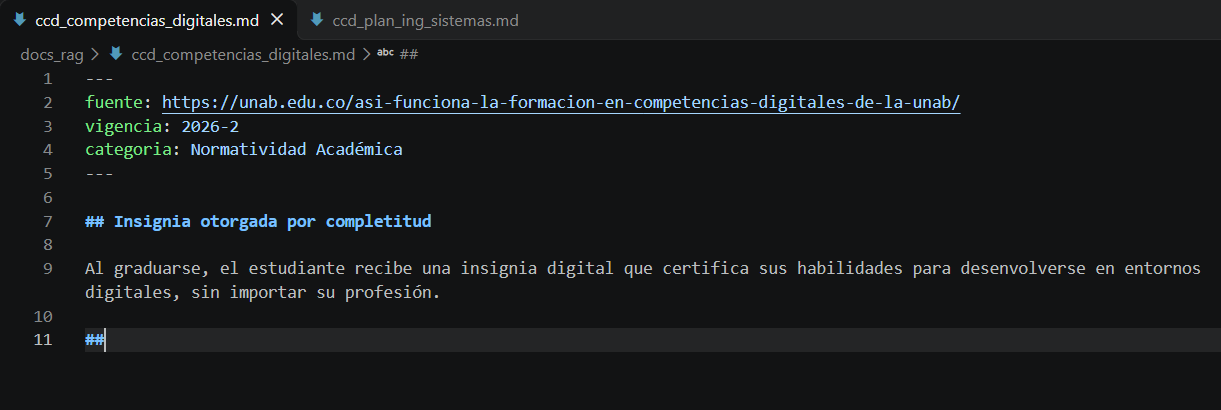 ccd_competencias_digitales.md ccd_plan_ing_sistemas.md
docs_rag > ccd_competencias_digitales.md > abc ##
1 ---
2 fuente: https://unab.edu.co/asi-funciona-la-formacion-en-competencias-digitales-de-la-unab/
3 vigencia: 2026-2
4 categoria: Normatividad Académica
5 ---
6
7 ## Insignia otorgada por completitud
8
9 Al graduarse, el estudiante recibe una insignia digital que certifica sus habilidades para desenvolverse en entornos
digitales, sin importar su profesión.
10
11 ##